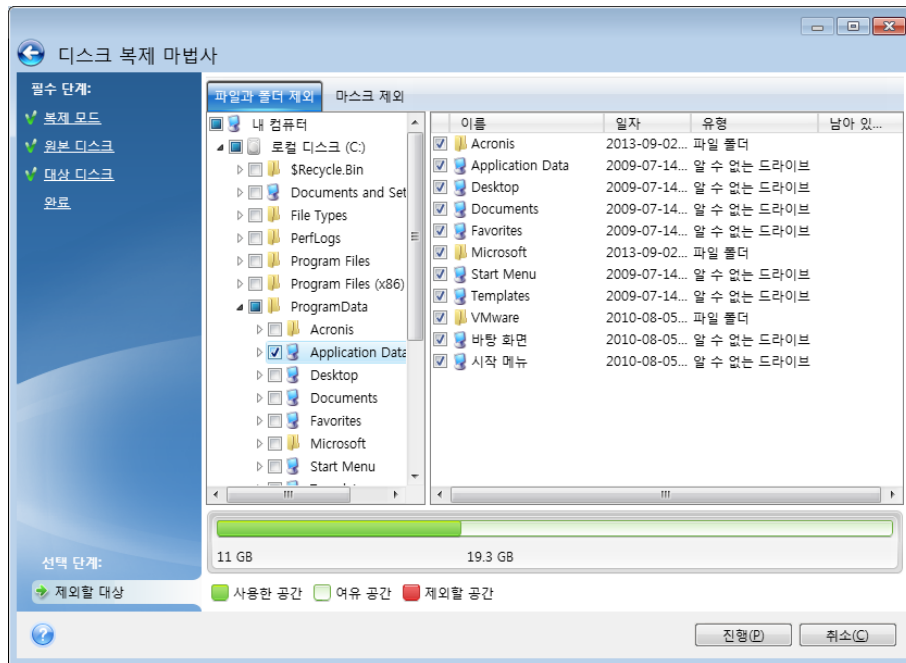 디스크 복제 마법사
필수 단계:
복제 모드
원본 디스크
대상 디스크
완료
선택 단계:
제외할 대상
파일과 폴더 제외
마스크 제외
내 컴퓨터
로컬 디스크 (C:)
$Recycle.Bin
Documents and Set
File Types
PerfLogs
Program Files
Program Files (x86)
ProgramData
Acronis
Application Data
Desktop
Documents
Favorites
Microsoft
Start Menu
이름 일자 유형 남아 있...
Acronis 2013-09-02... 파일 폴더
Application Data 2009-07-14... 알 수 없는 드라이브
Desktop 2009-07-14... 알 수 없는 드라이브
Documents 2009-07-14... 알 수 없는 드라이브
Favorites 2009-07-14... 알 수 없는 드라이브
Microsoft 2013-09-02... 파일 폴더
Start Menu 2009-07-14... 알 수 없는 드라이브
Templates 2009-07-14... 알 수 없는 드라이브
VMware 2010-08-05... 파일 폴더
바탕 화면 2010-08-05... 알 수 없는 드라이브
시작 메뉴 2010-08-05... 알 수 없는 드라이브
11 GB 19.3 GB
사용한 공간 여유 공간 제외할 공간
진행(P) 취소(C)